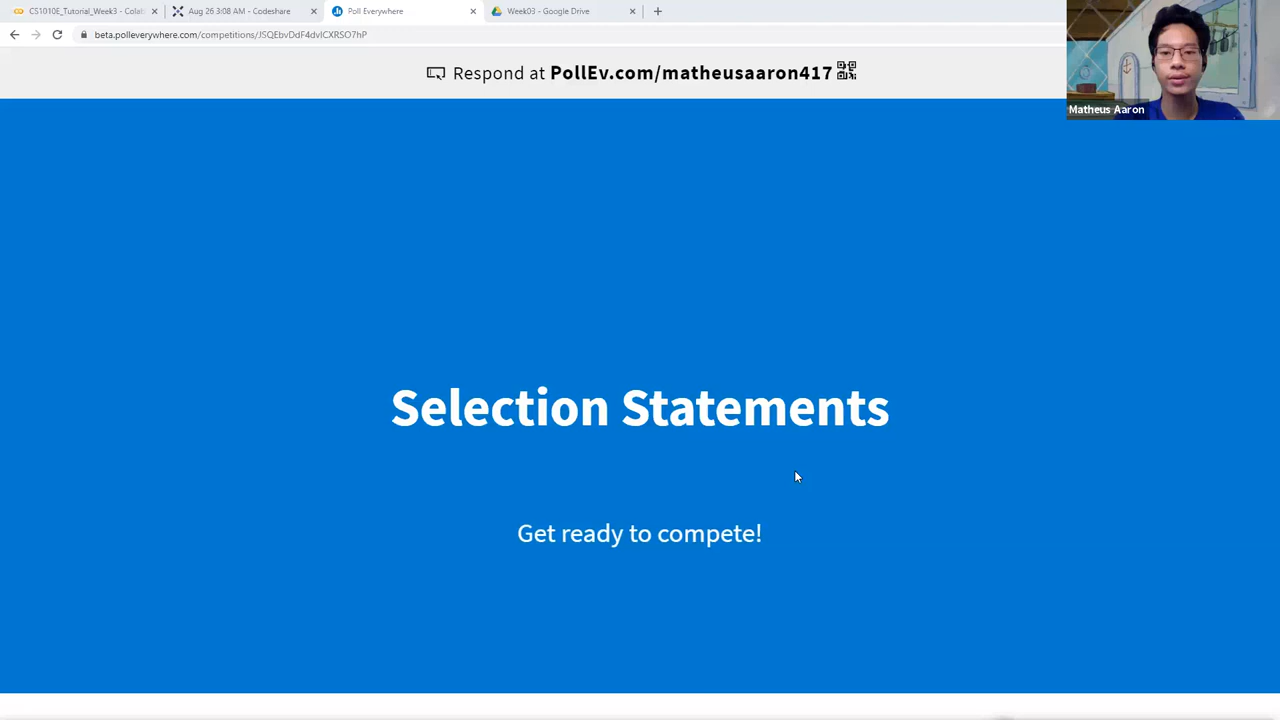 CS1010E_Tutorial_Week3 - Colab
Aug 26 3:08 AM - Codeshare
Poll Everywhere
Week03 - Google Drive
beta.polleverywhere.com/competitions/JSQEbvDdF4dvICXRSO7hP
Respond at PollEv.com/matheusaaron417
Matheus Aaron
Selection Statements
Get ready to compete!